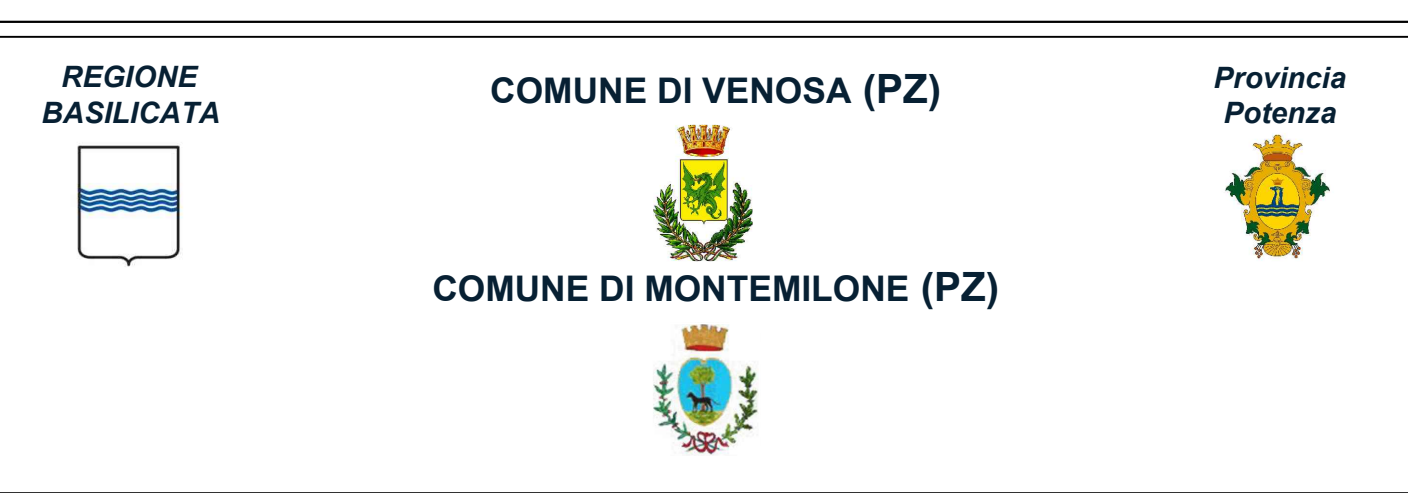 REGIONE
BASILICATA
COMUNE DI VENOSA (PZ)
Provincia
Potenza
COMUNE DI MONTEMILONE (PZ)